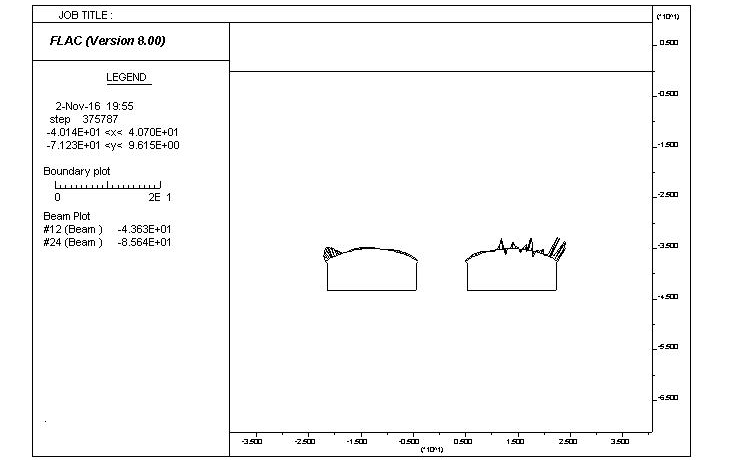 JOB TITLE :
FLAC (Version 8.00)
LEGEND
2-Nov-16 19:55
step 375787
-4.014E+01 <x< 4.070E+01
-7.123E+01 <y< 9.615E+00
Boundary plot
0 2E 1
Beam Plot
#12 (Beam ) -4.363E+01
#24 (Beam ) -8.564E+01
(*10^1)
0.500
-0.500
-1.500
-2.500
-3.500
-4.500
-5.500
-6.500
-3.500 -2.500 -1.500 -0.500 0.500 1.500 2.500 3.500
(*10^1)